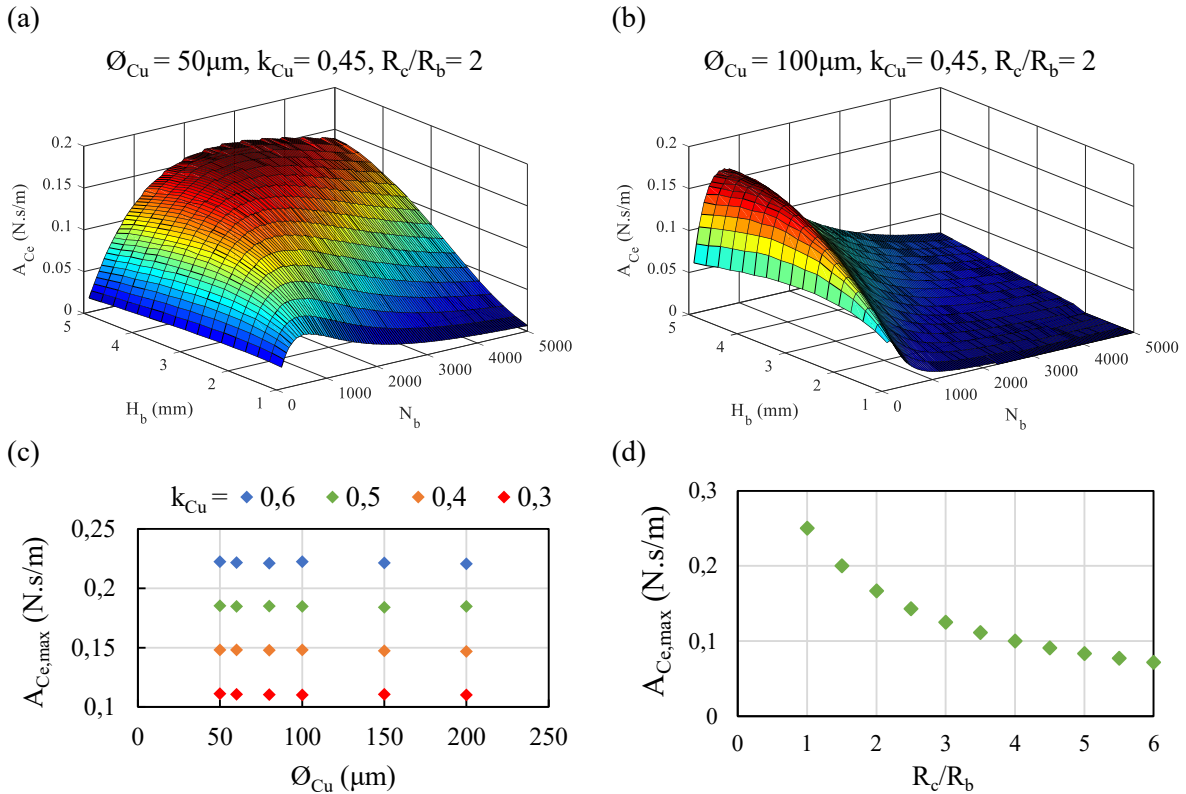 (a)
Ø_Cu = 50μm, k_Cu = 0,45, R_c/R_b = 2
A_Ce (N.s/m)
0.2
0.15
0.1
0.05
0
5
4
3
2
1
H_b (mm)
0
1000
2000
3000
4000
5000
N_b
(b)
Ø_Cu = 100μm, k_Cu = 0,45, R_c/R_b = 2
A_Ce (N.s/m)
0.2
0.15
0.1
0.05
0
5
4
3
2
1
H_b (mm)
0
1000
2000
3000
4000
5000
N_b
(c)
k_Cu = 0,6 0,5 0,4 0,3
A_Ce,max (N.s/m)
0,25
0,2
0,15
0,1
0 50 100 150 200 250
Ø_Cu (μm)
(d)
A_Ce,max (N.s/m)
0,3
0,2
0,1
0
0 1 2 3 4 5 6
R_c/R_b